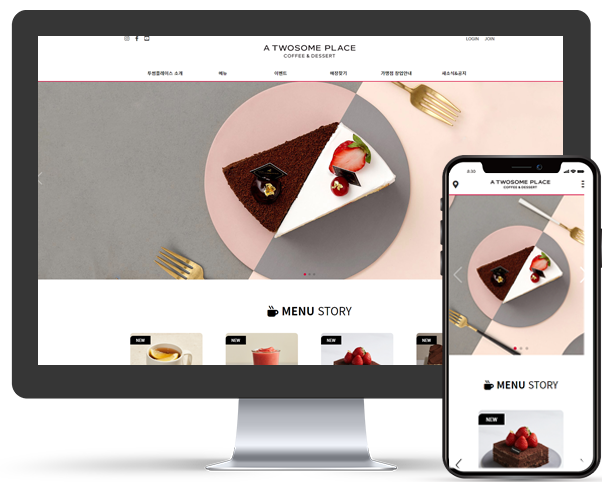 LOGIN JOIN
A TWOSOME PLACE
COFFEE & DESSERT
투썸플레이스 소개 메뉴 이벤트 매장찾기 가맹점 창업안내 새소식&공지
MENU STORY
NEW NEW NEW NEW
8:30
A TWOSOME PLACE
COFFEE & DESSERT
MENU STORY
NEW